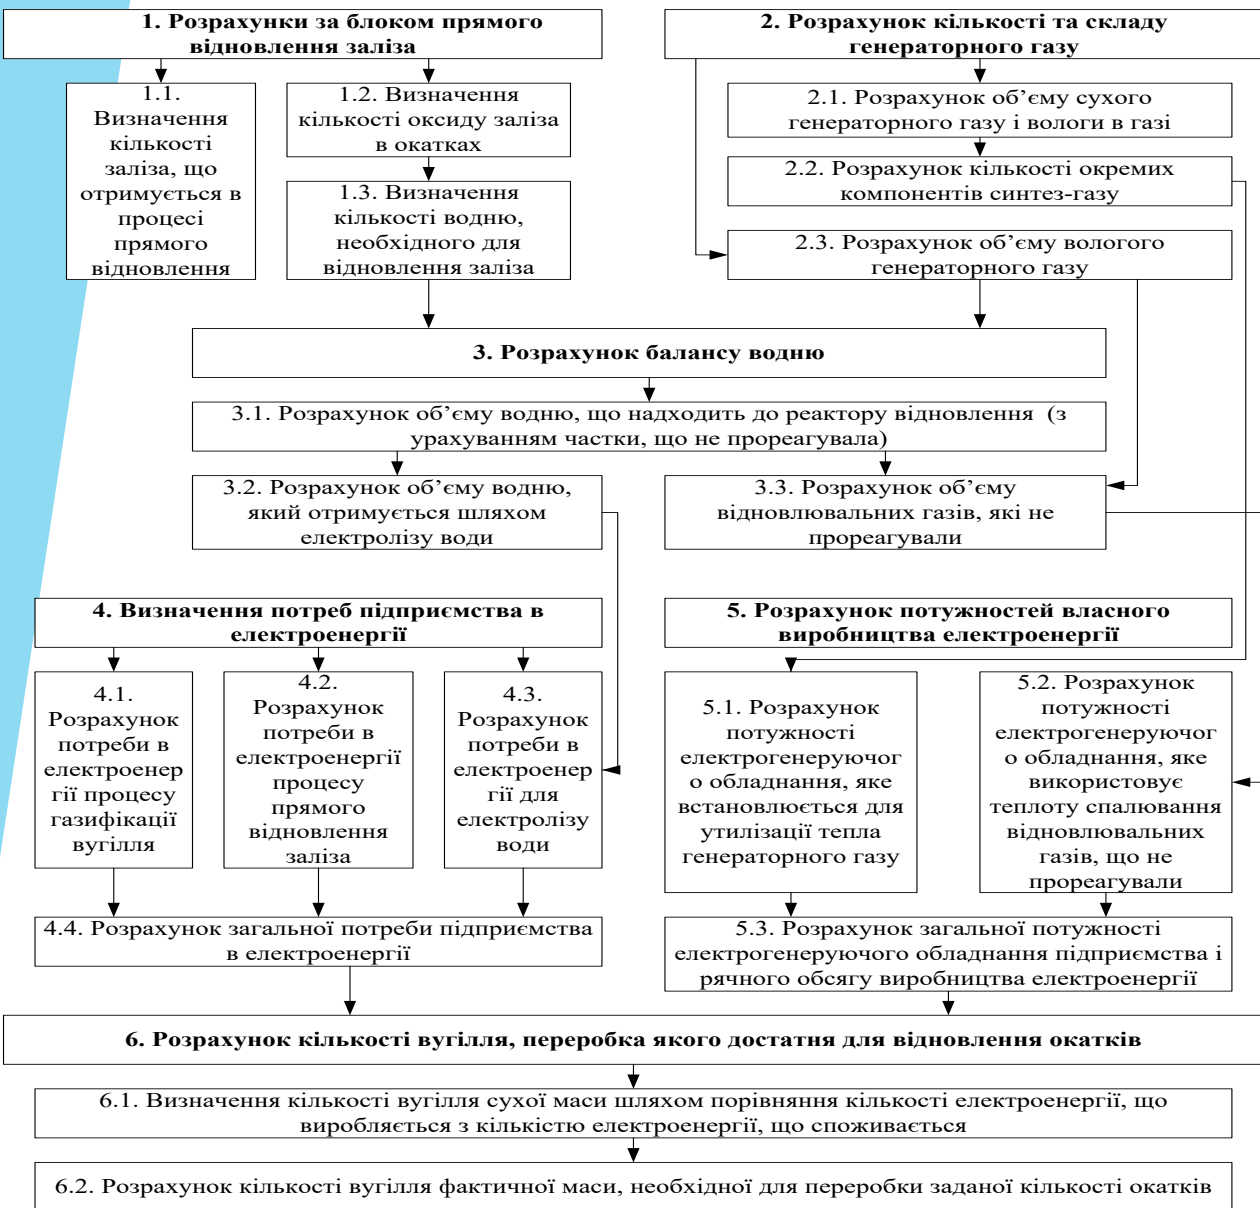 1. Розрахунки за блоком прямого
відновлення заліза
2. Розрахунок кількості та складу
генераторного газу
1.1.
Визначення
кількості
заліза, що
отримується в
процесі
прямого
відновлення
1.2. Визначення
кількості оксиду заліза
в окатках
1.3. Визначення
кількості водню,
необхідного для
відновлення заліза
2.1. Розрахунок об’єму сухого
генераторного газу і вологи в газі
2.2. Розрахунок кількості окремих
компонентів синтез-газу
2.3. Розрахунок об’єму вологого
генераторного газу
3. Розрахунок балансу водню
3.1. Розрахунок об’єму водню, що надходить до реактору відновлення (з
урахуванням частки, що не прореагувала)
3.2. Розрахунок об’єму водню,
який отримується шляхом
електролізу води
3.3. Розрахунок об’єму
відновлювальних газів, які не
прореагували
4. Визначення потреб підприємства в
електроенергії
5. Розрахунок потужностей власного
виробництва електроенергії
4.1.
Розрахунок
потреби в
електроенер
гії процесу
газифікації
вугілля
4.2.
Розрахунок
потреби в
електроенергії
процесу
прямого
відновлення
заліза
4.3.
Розрахунок
потреби в
електроенер
гії для
електролізу
води
5.1. Розрахунок
потужності
електрогенеруючог
о обладнання, яке
встановлюється для
утилізації тепла
генераторного газу
5.2. Розрахунок
потужності
електрогенеруючог
о обладнання, яке
використовує
теплоту спалювання
відновлювальних
газів, що не
прореагували
4.4. Розрахунок загальної потреби підприємства
в електроенергії
5.3. Розрахунок загальної потужності
електрогенеруючого обладнання підприємства і
рячного обсягу виробництва електроенергії
6. Розрахунок кількості вугілля, переробка якого достатня для відновлення окатків
6.1. Визначення кількості вугілля сухої маси шляхом порівняння кількості електроенергії, що
виробляється з кількістю електроенергії, що споживається
6.2. Розрахунок кількості вугілля фактичної маси, необхідної для переробки заданої кількості окатків